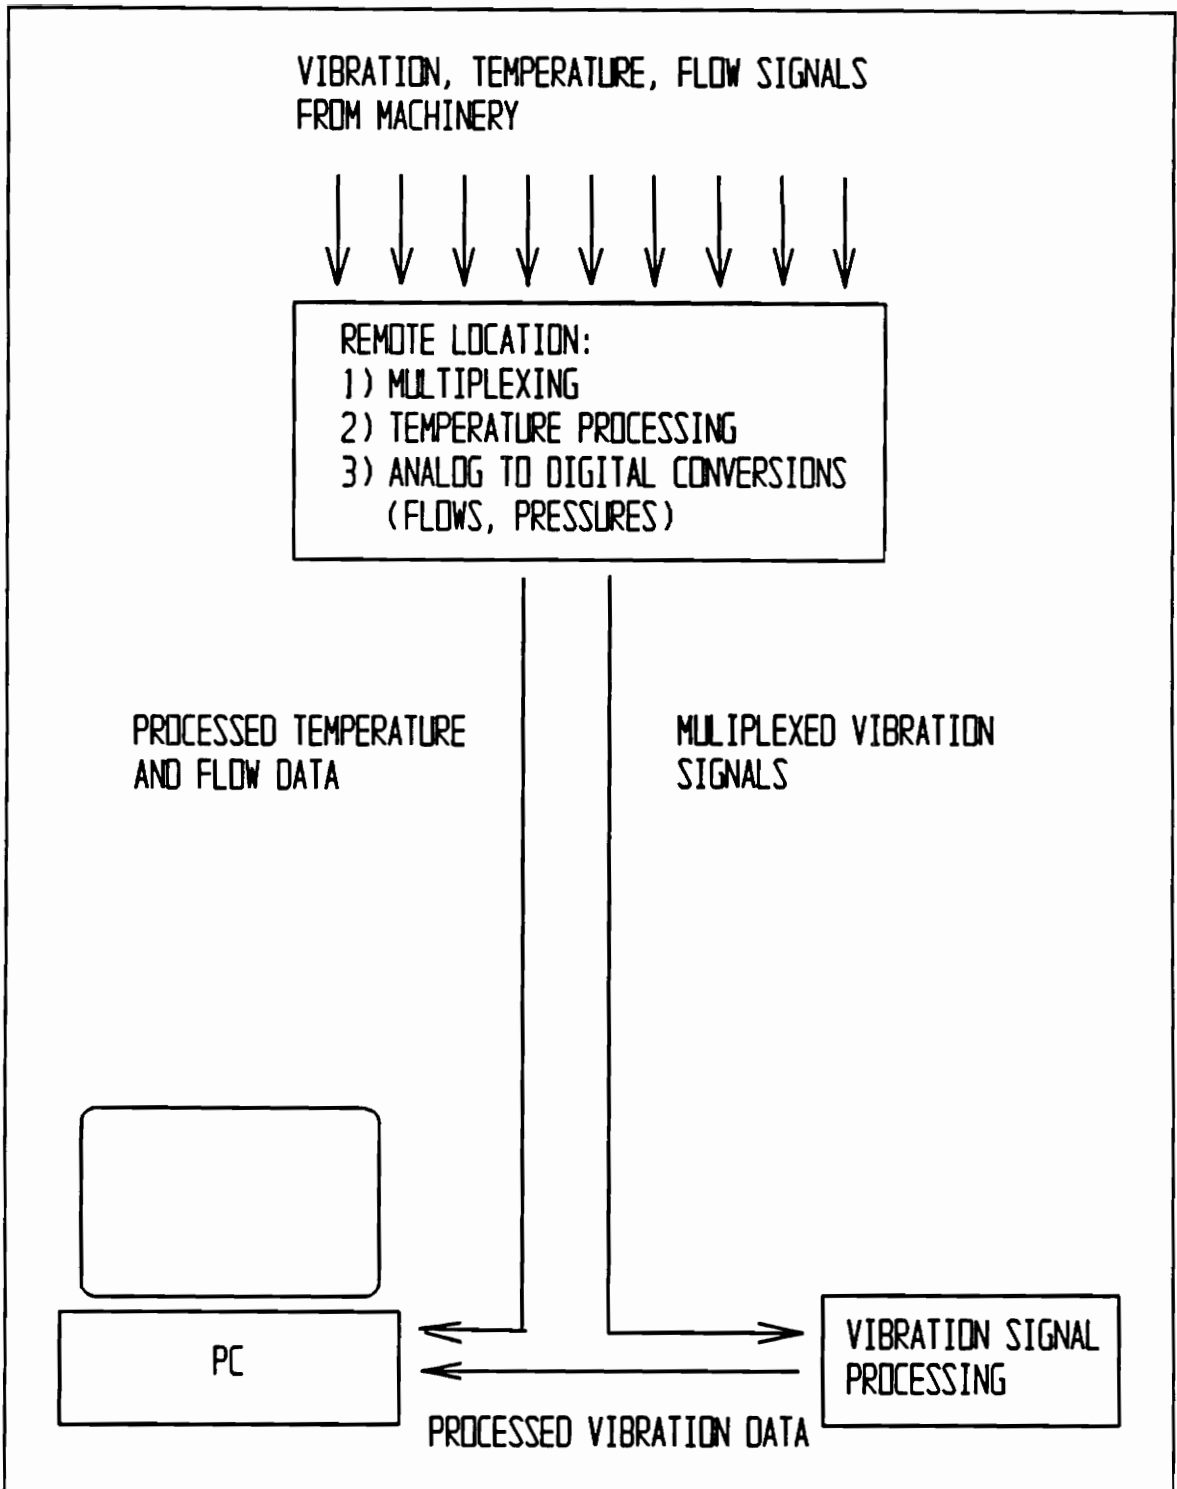 VIBRATION, TEMPERATURE, FLOW SIGNALS
FROM MACHINERY
REMOTE LOCATION:
1) MULTIPLEXING
2) TEMPERATURE PROCESSING
3) ANALOG TO DIGITAL CONVERSIONS
(FLOWS, PRESSURES)
PROCESSED TEMPERATURE
AND FLOW DATA
MULIPLEXED VIBRATION
SIGNALS
PC
VIBRATION SIGNAL
PROCESSING
PROCESSED VIBRATION DATA